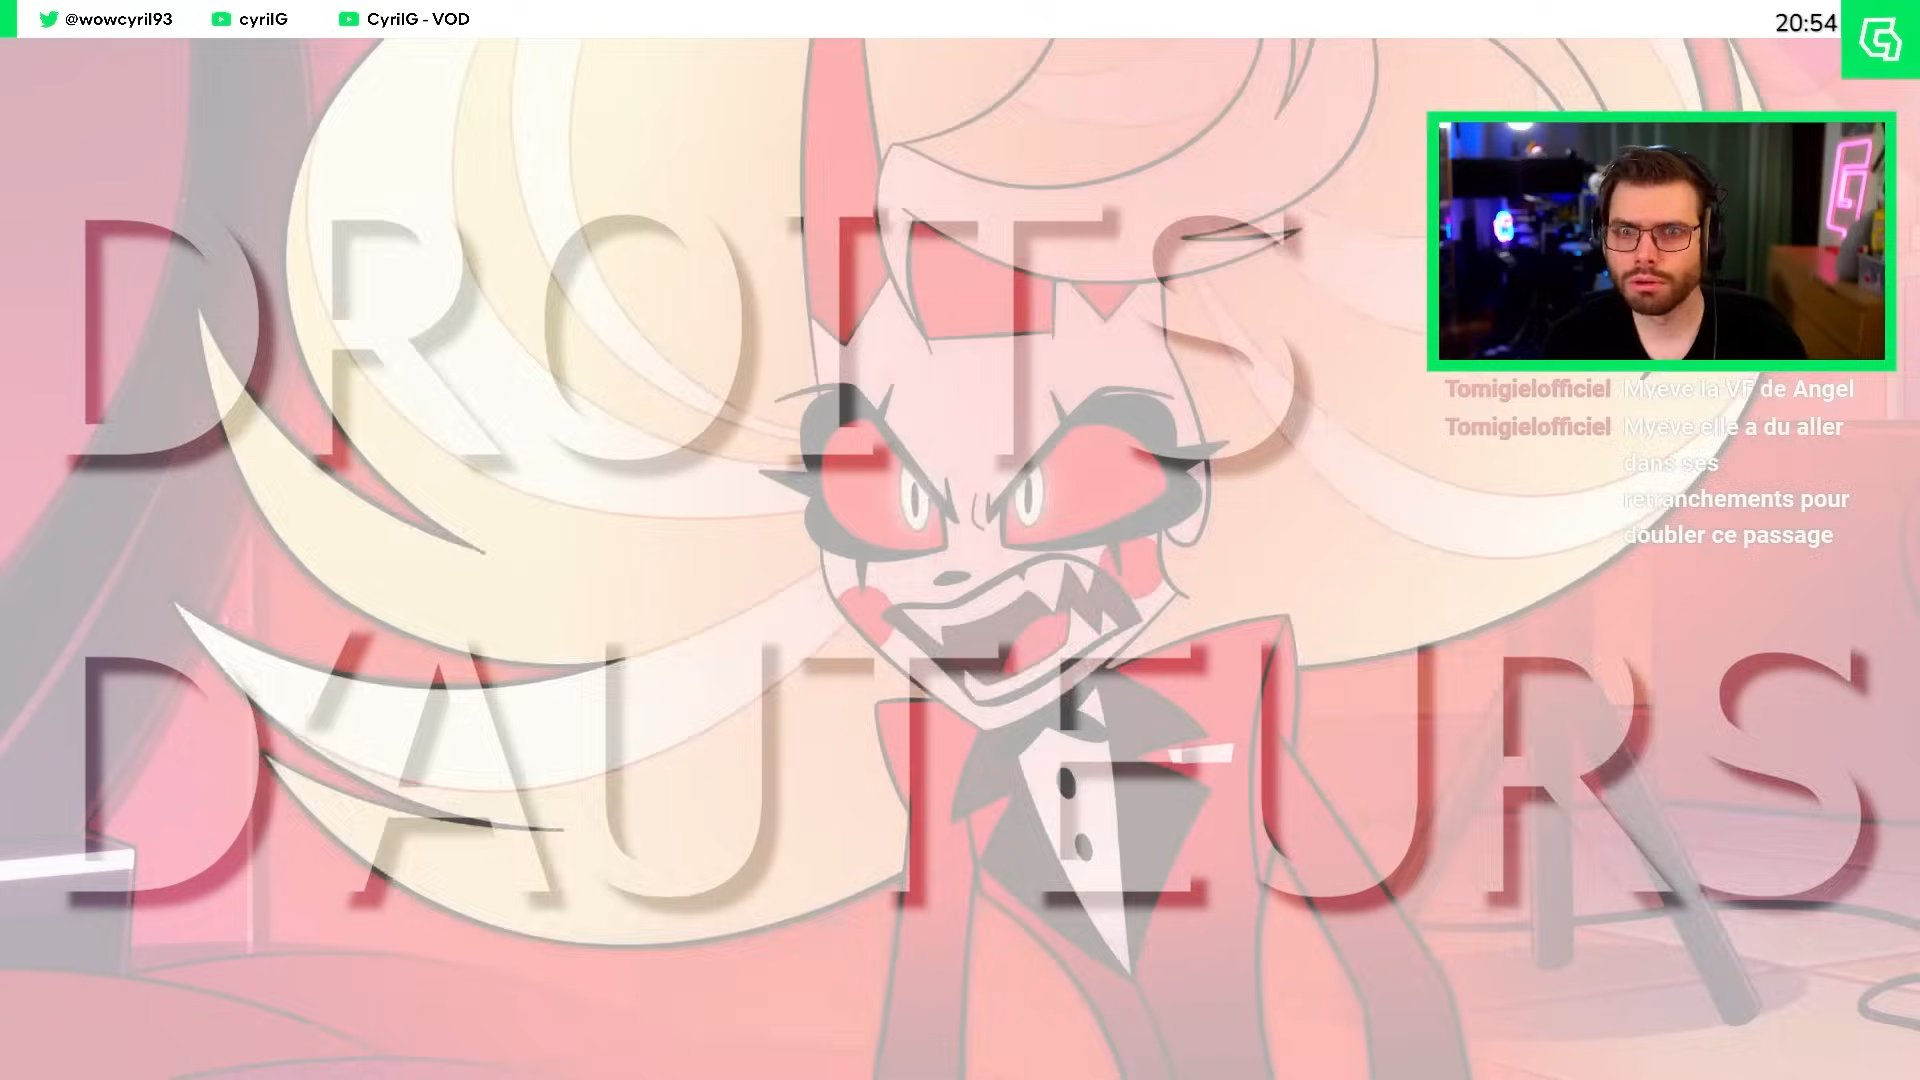 @wowcyril93 cyrilG CyrilG - VOD
20:54
DROITS
D'AUTEURS
Tomigielofficiel Myeve la VF de Angel
Tomigielofficiel Myeve elle a du aller
dans ses
retranchements pour
doubler ce passage